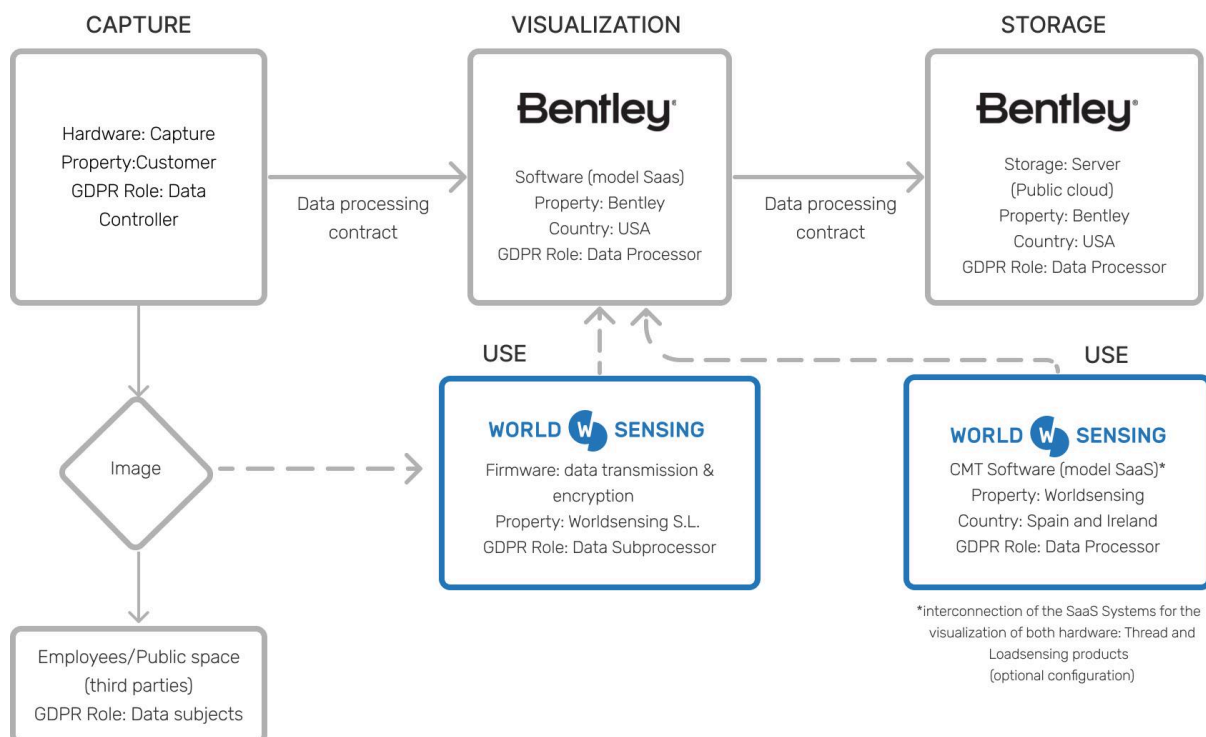 CAPTURE
Hardware: Capture
Property:Customer
GDPR Role: Data
Controller
Data processing
contract
VISUALIZATION
Bentley®
Software (model Saas)
Property: Bentley
Country: USA
GDPR Role: Data Processor
Data processing
contract
STORAGE
Bentley®
Storage: Server
(Public cloud)
Property: Bentley
Country: USA
GDPR Role: Data Processor
Image
USE
WORLD W SENSING
Firmware: data transmission &
encryption
Property: Worldsensing S.L.
GDPR Role: Data Subprocessor
USE
WORLD W SENSING
CMT Software (model SaaS)*
Property: Worldsensing
Country: Spain and Ireland
GDPR Role: Data Processor
*interconnection of the SaaS Systems for the
visualization of both hardware: Thread and
Loadsensing products
(optional configuration)
Employees/Public space
(third parties)
GDPR Role: Data subjects